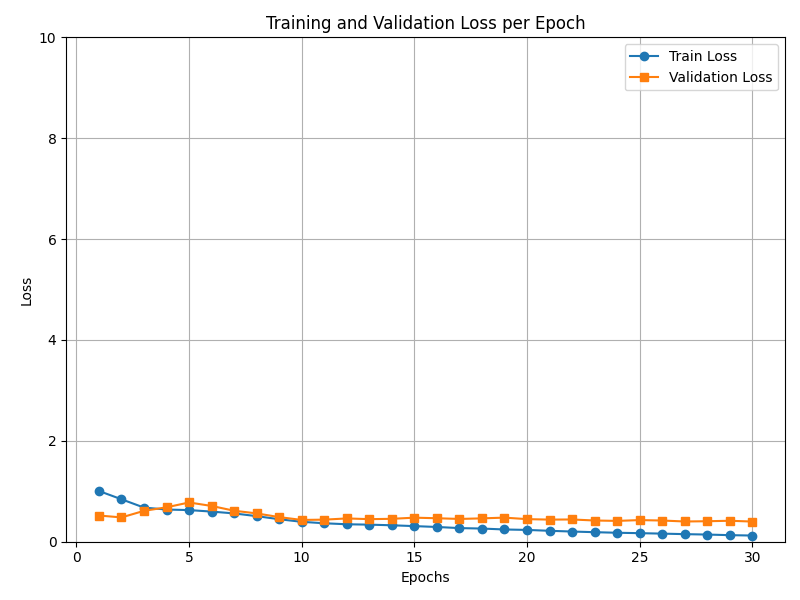 Training and Validation Loss per Epoch
10
8
6
4
2
0
Loss
Train Loss
Validation Loss
0 5 10 15 20 25 30
Epochs